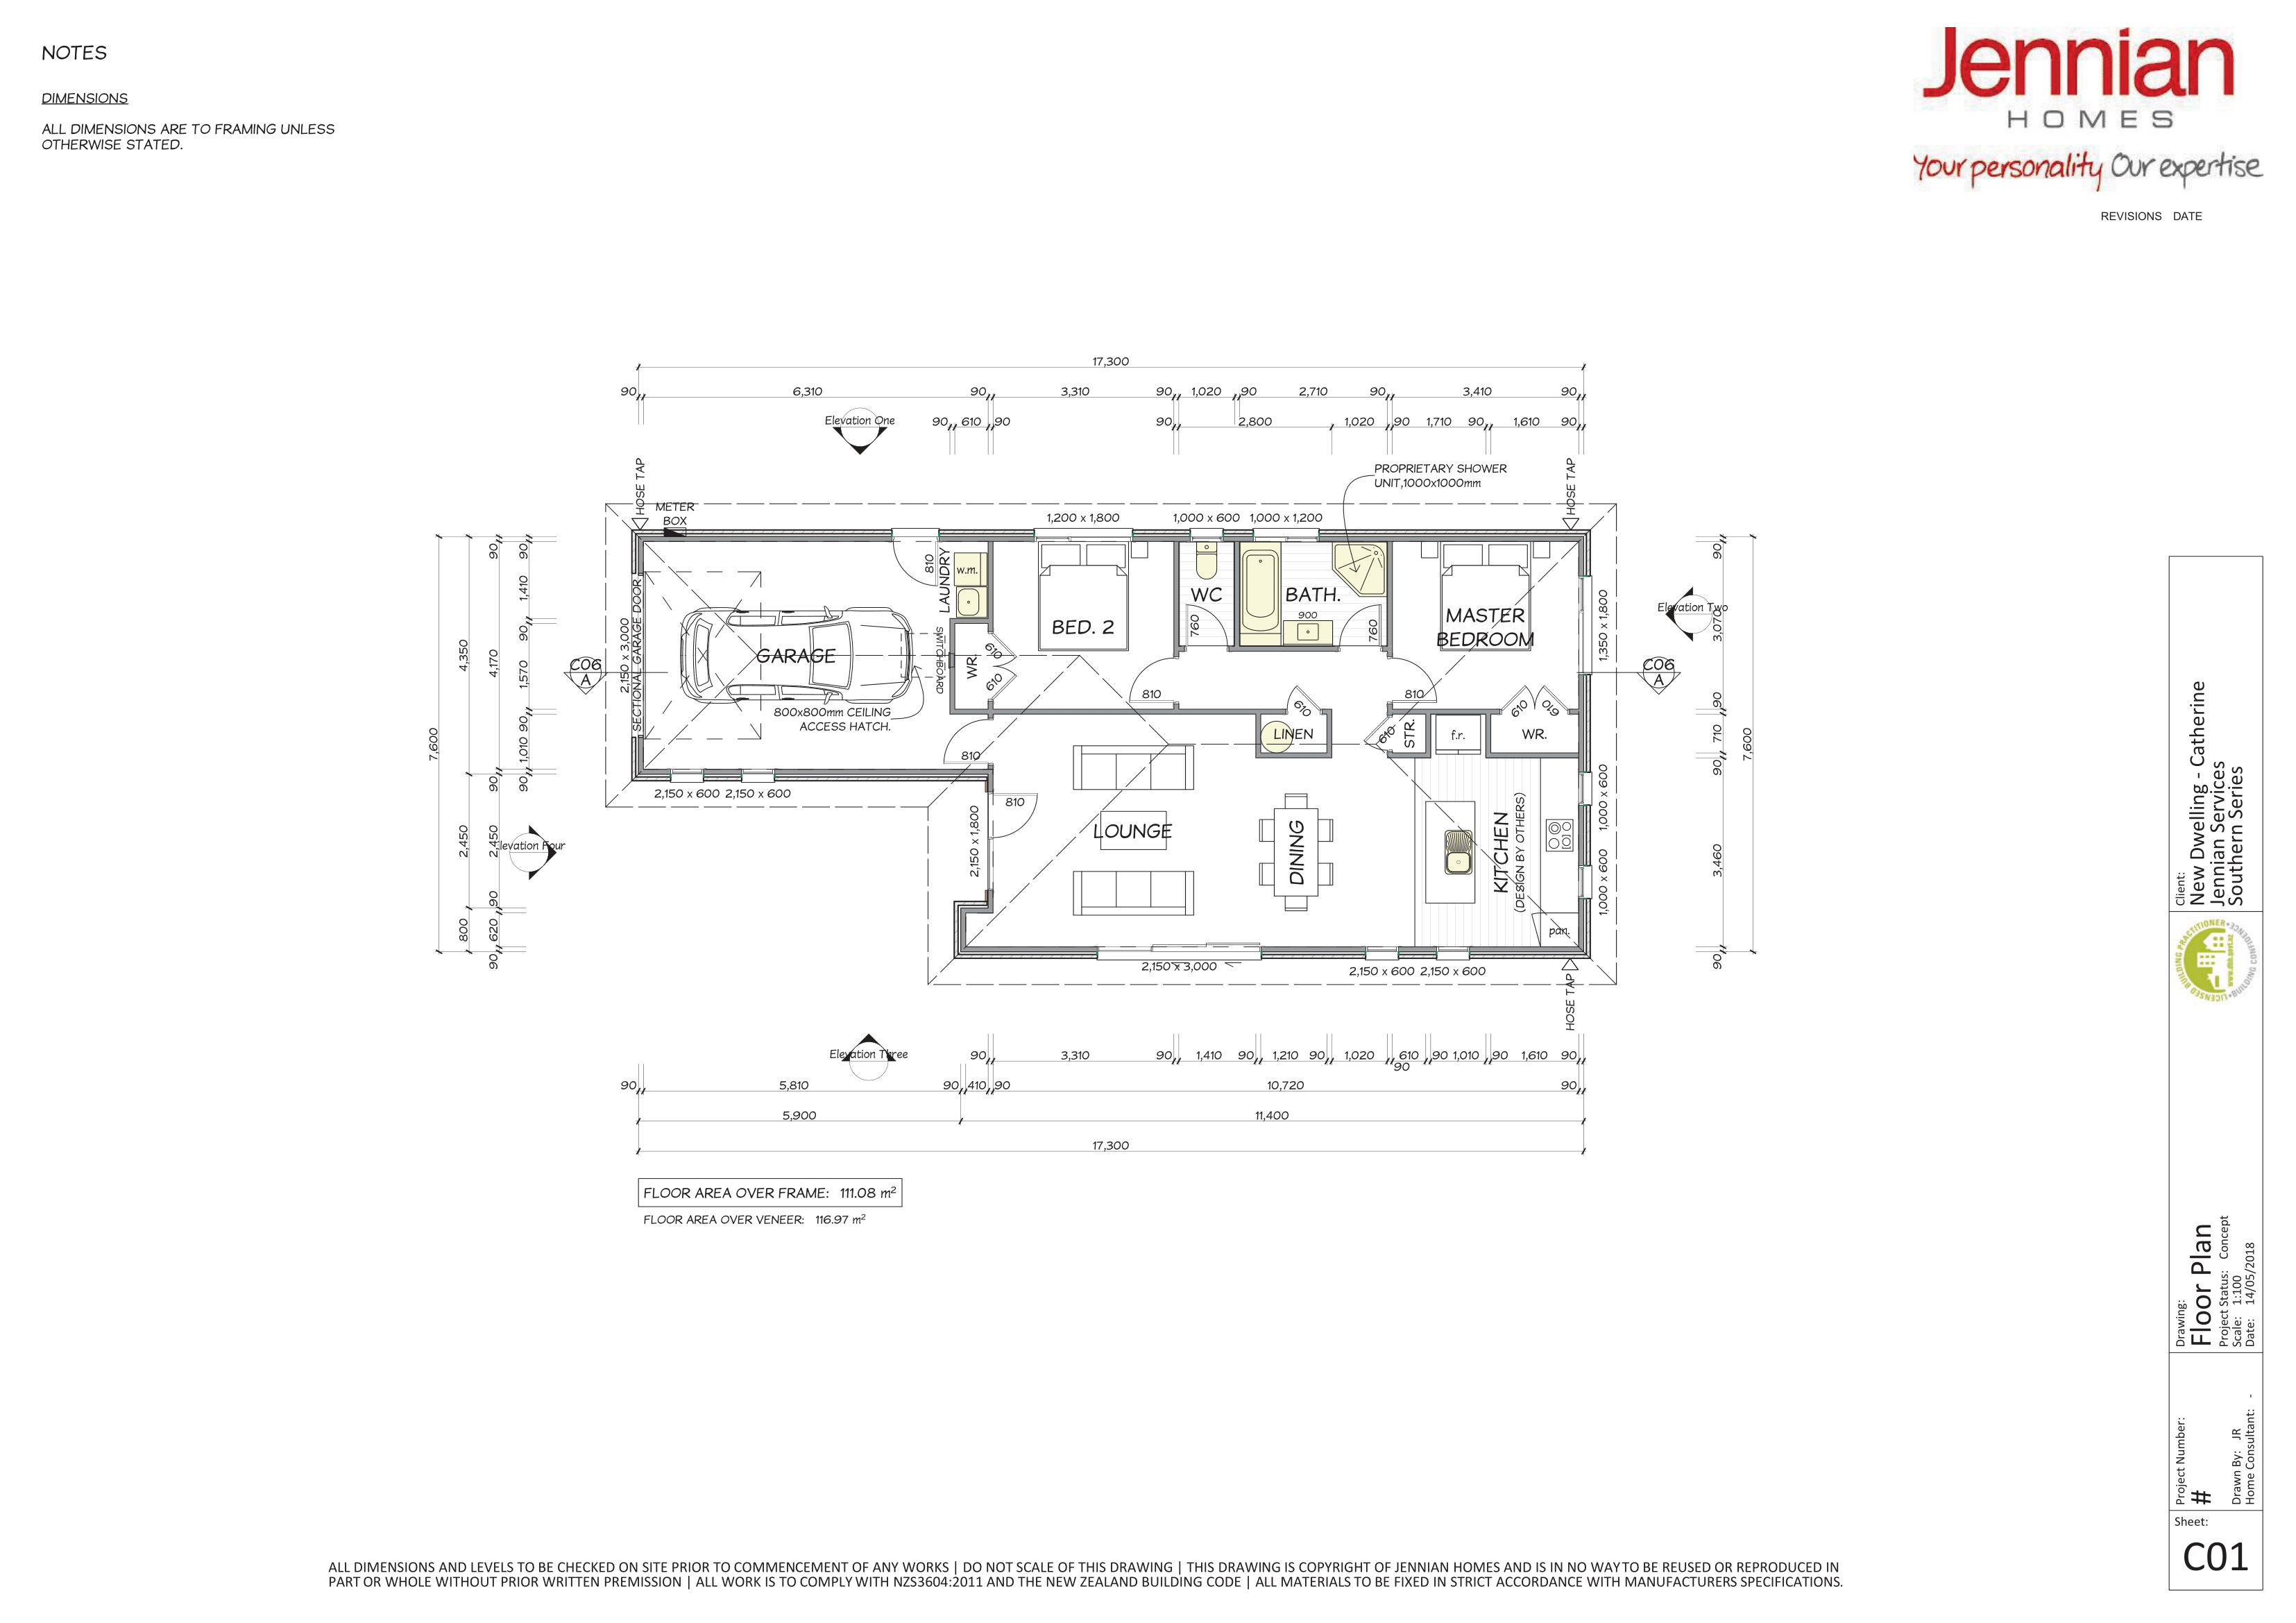 NOTES
DIMENSIONS
ALL DIMENSIONS ARE TO FRAMING UNLESS
OTHERWISE STATED.
Jennian
HOMES
Your personality Our expertise
REVISIONS DATE
17,300
90 6,310 90 3,310 90 1,020 90 2,710 90 3,410 90
90 610 90 90 2,800 1,020 90 1,710 90 1,610 90
Elevation One
HOSE TAP
METER
BOX
PROPRIETARY SHOWER
UNIT,1000x1000mm
HOSE TAP
1,200 x 1,800
1,000 x 600
1,000 x 1,200
7,600
4,350
2,450
800
90
4,170
90
2,450
90
620
90
90
1,410
90
1,570
90
1,010
90
C06
A
Elevation Four
2,150 x 3,000
SECTIONAL GARAGE DOOR
GARAGE
800x800mm CEILING
ACCESS HATCH.
810
LAUNDRY
w.m.
SWITCHBOARD
WR.
610
610
BED. 2
810
WC
760
BATH.
900
760
MASTER
BEDROOM
810
610
610
WR.
610
LINEN
610
STR.
f.r.
810
2,150 x 600 2,150 x 600
810
2,150 x 1,800
LOUNGE
DINING
KITCHEN
(DESIGN BY OTHERS)
pan.
2,150 x 3,000
2,150 x 600 2,150 x 600
HOSE TAP
1,350 x 1,800
1,000 x 600
1,000 x 600
Elevation Two
C06
A
90
3,070
90
710
90
3,460
90
7,600
Elevation Three
90 3,310 90 1,410 90 1,210 90 1,020 90 610 90 1,010 90 1,610 90
90 5,810 90 410 90 10,720 90
5,900 11,400
17,300
FLOOR AREA OVER FRAME: 111.08 m²
FLOOR AREA OVER VENEER: 116.97 m²
Client:
New Dwelling - Catherine
Jennian Services
Southern Series
LICENSED BUILDING PRACTITIONER
BUILDING CONFIDENCE
www.dbh.govt.nz
Drawing:
Floor Plan
Project Status: Concept
Scale: 1:100
Date: 14/05/2018
Project Number:
#
Drawn By: JR
Home Consultant: -
Sheet:
C01
ALL DIMENSIONS AND LEVELS TO BE CHECKED ON SITE PRIOR TO COMMENCEMENT OF ANY WORKS | DO NOT SCALE OF THIS DRAWING | THIS DRAWING IS COPYRIGHT OF JENNIAN HOMES AND IS IN NO WAY TO BE REUSED OR REPRODUCED IN
PART OR WHOLE WITHOUT PRIOR WRITTEN PREMISSION | ALL WORK IS TO COMPLY WITH NZS3604:2011 AND THE NEW ZEALAND BUILDING CODE | ALL MATERIALS TO BE FIXED IN STRICT ACCORDANCE WITH MANUFACTURERS SPECIFICATIONS.